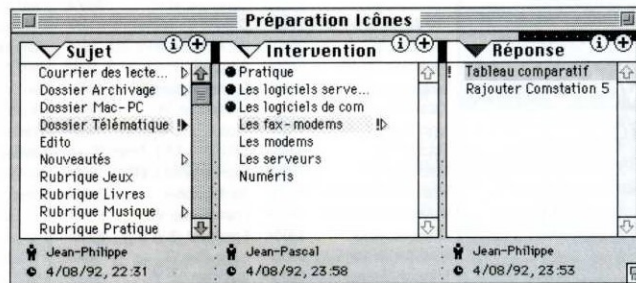 Préparation Icônes
Sujet
Courrier des lecte...
Dossier Archivage
Dossier Mac-PC
Dossier Télématique !
Edito
Nouveautés
Rubrique Jeux
Rubrique Livres
Rubrique Musique
Rubrique Pratique
Jean-Philippe
4/08/92, 22:31
Intervention
Pratique
Les logiciels serve...
Les logiciels de com
Les fax-modems !
Les modems
Les serveurs
Numéris
Jean-Pascal
4/08/92, 23:58
Réponse
! Tableau comparatif
Rajouter Comstation 5
Jean-Philippe
4/08/92, 23:53